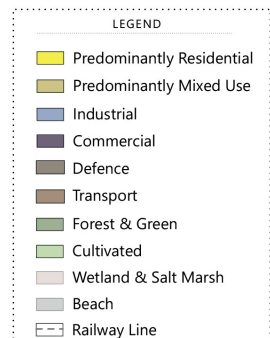 LEGEND
Predominantly Residential
Predominantly Mixed Use
Industrial
Commercial
Defence
Transport
Forest & Green
Cultivated
Wetland & Salt Marsh
Beach
Railway Line